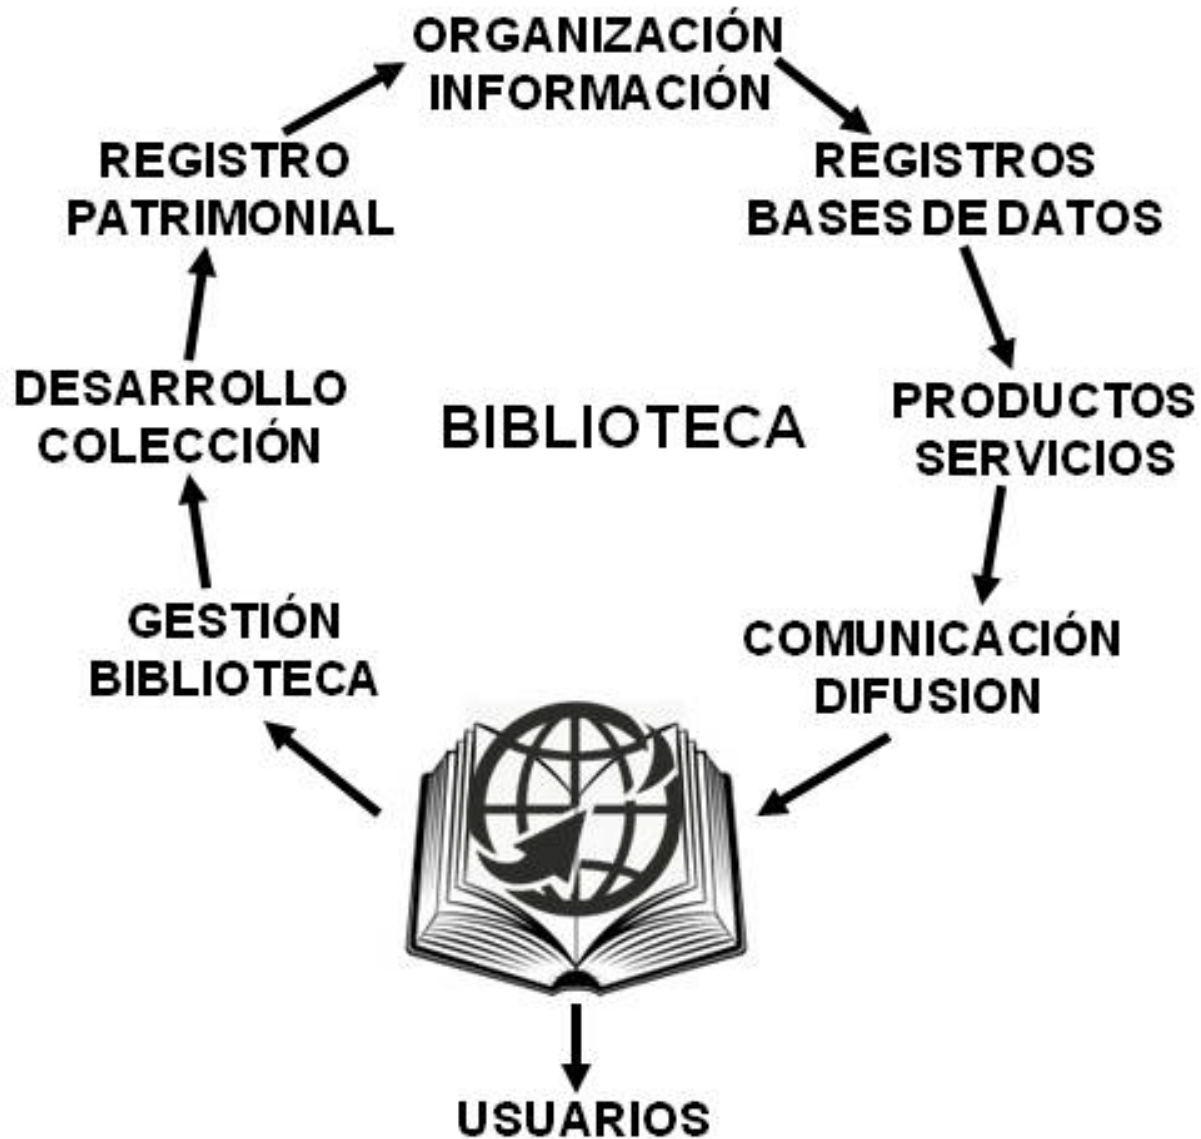 ORGANIZACIÓN
INFORMACIÓN
REGISTRO
PATRIMONIAL
REGISTROS
BASES DE DATOS
DESARROLLO
COLECCIÓN
BIBLIOTECA
PRODUCTOS
SERVICIOS
GESTIÓN
BIBLIOTECA
COMUNICACIÓN
DIFUSION
USUARIOS